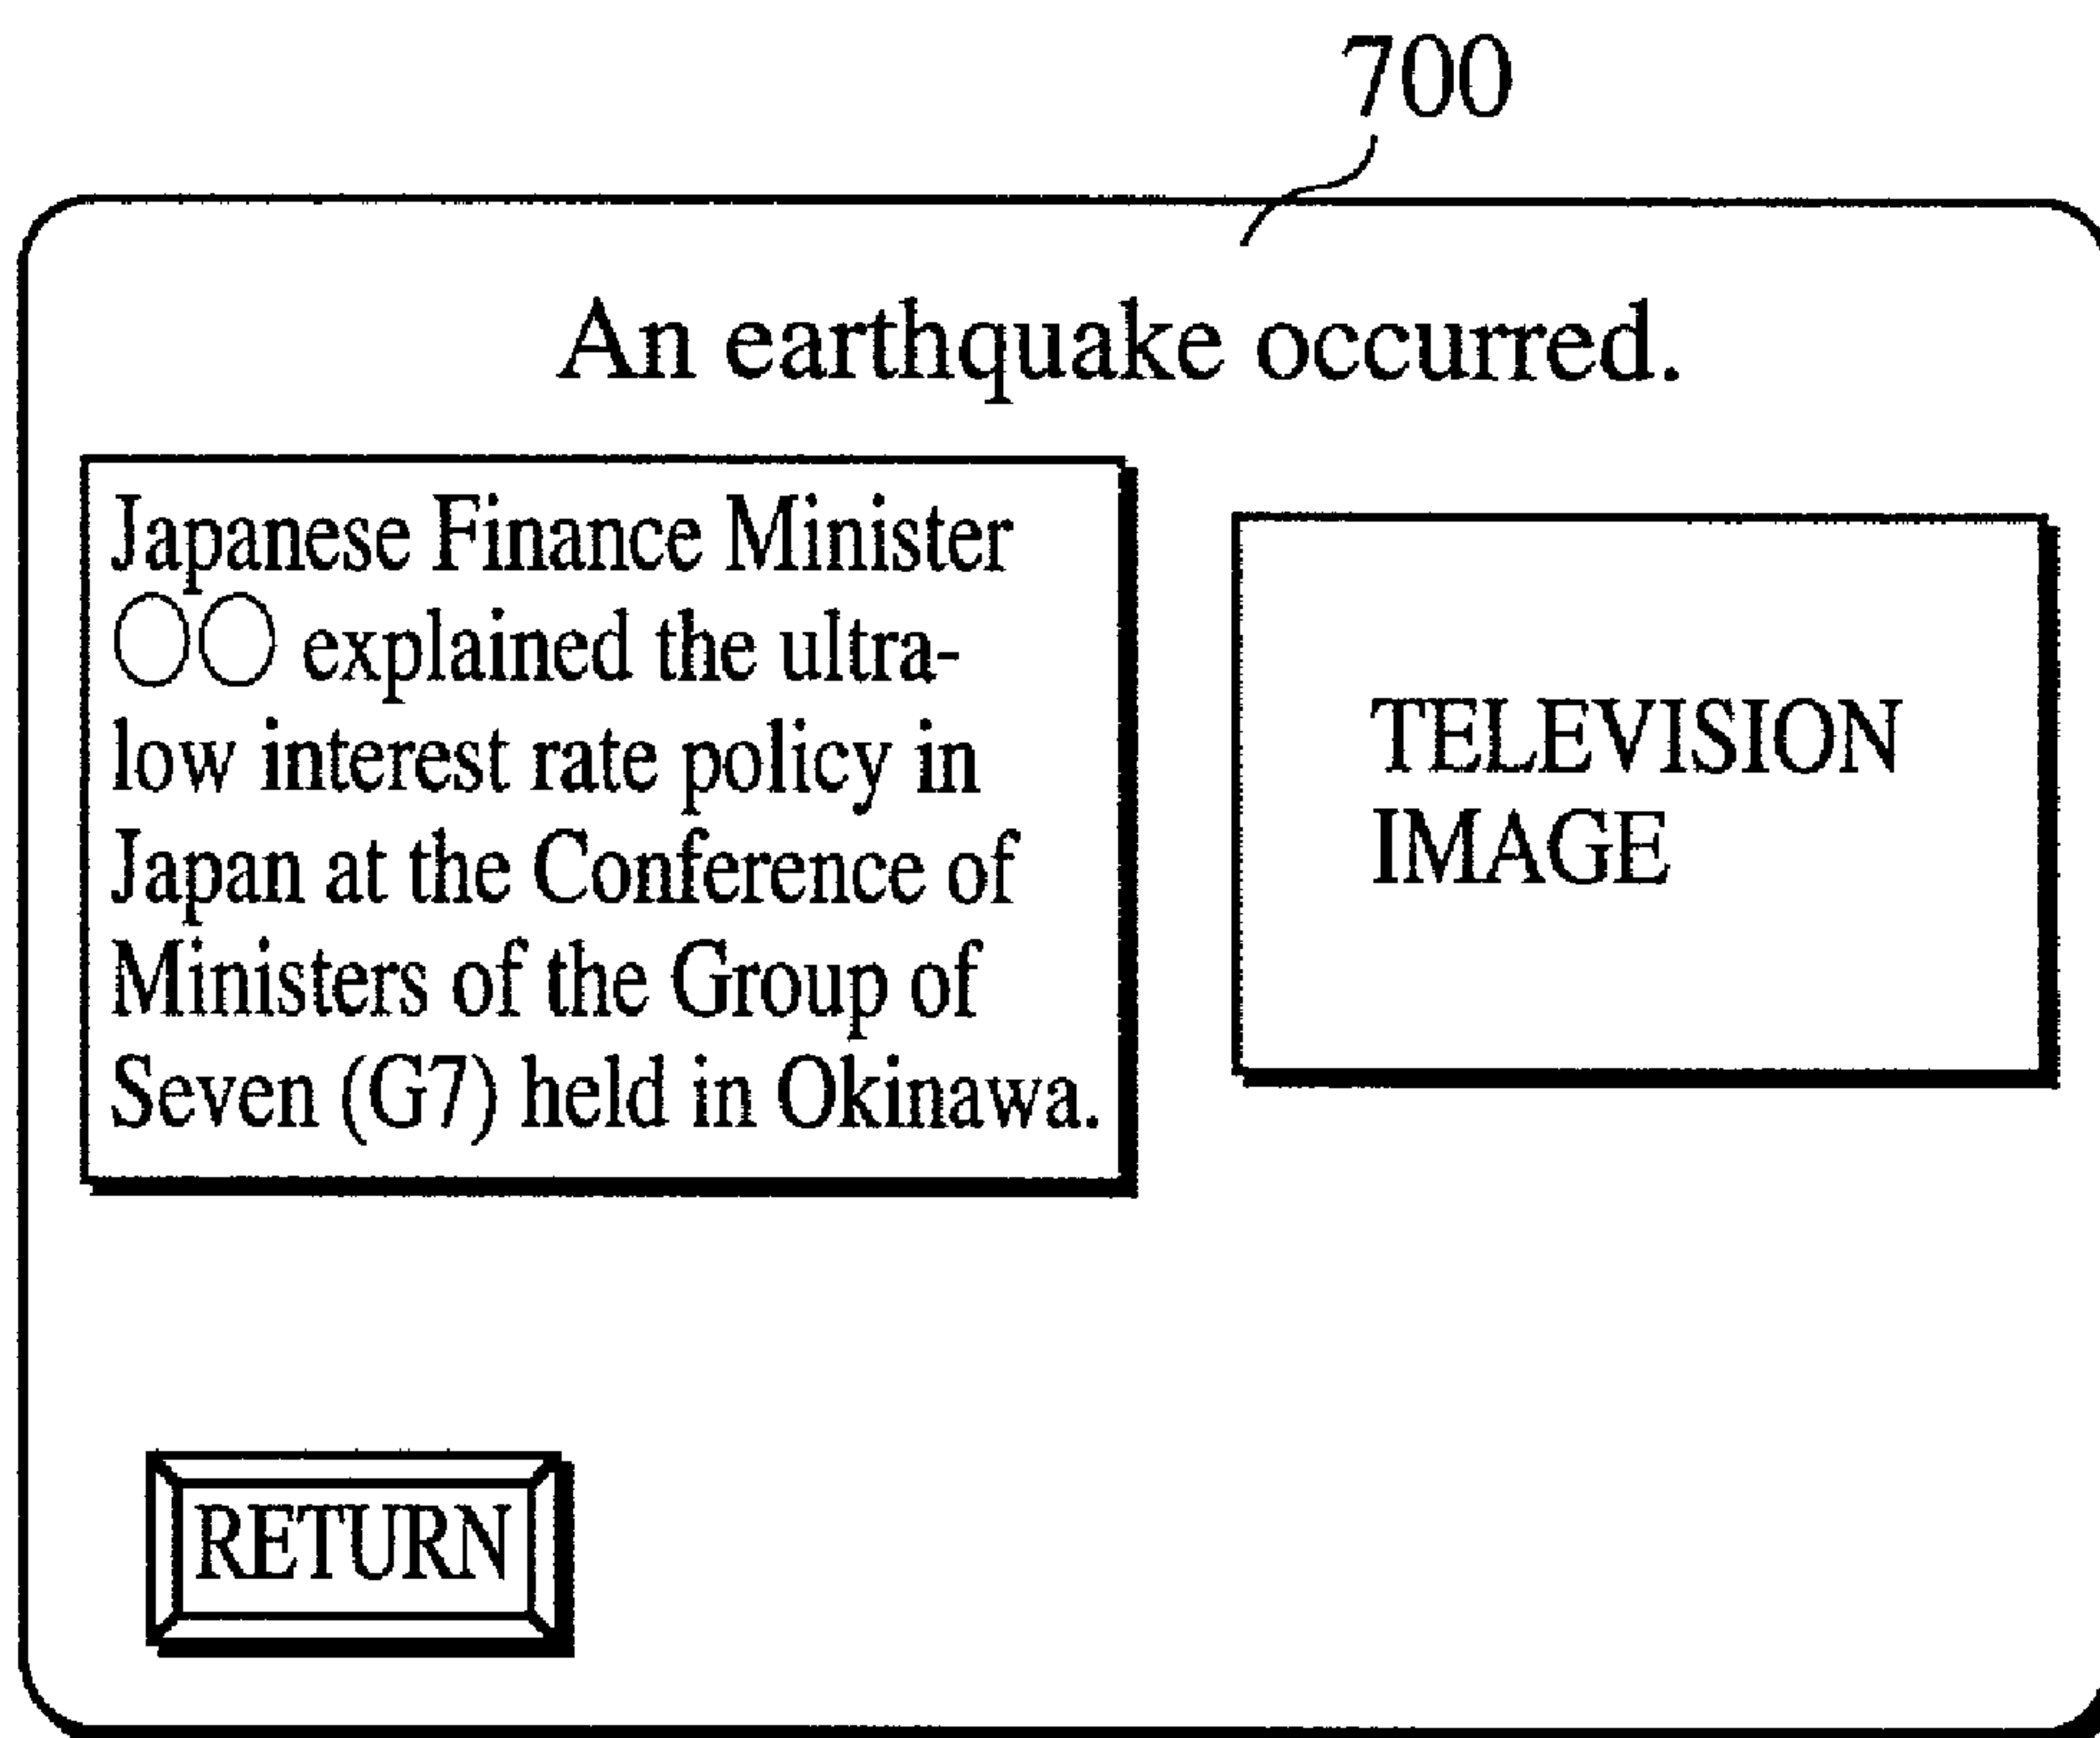 700
An earthquake occurred.
Japanese Finance Minister
○○ explained the ultra-
low interest rate policy in
Japan at the Conference of
Ministers of the Group of
Seven (G7) held in Okinawa.
TELEVISION
IMAGE
RETURN